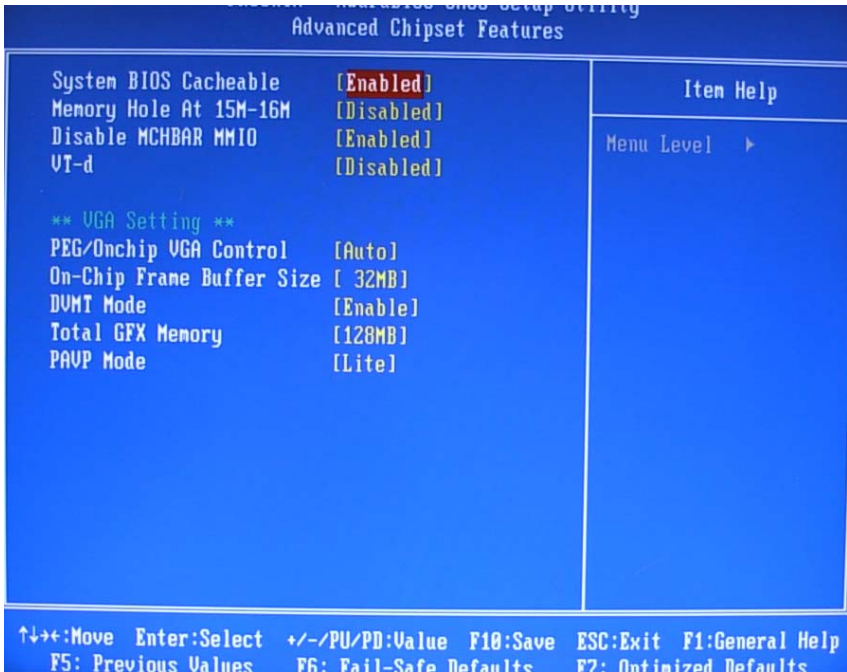 Advanced Chipset Features
System BIOS Cacheable [Enabled]
Memory Hole At 15M-16M [Disabled]
Disable MCHBAR MMIO [Enabled]
VT-d [Disabled]
** VGA Setting **
PEG/Onchip VGA Control [Auto]
On-Chip Frame Buffer Size [ 32MB]
DVMT Mode [Enable]
Total GFX Memory [128MB]
PAVP Mode [Lite]
Item Help
Menu Level ▸
↑↓→←:Move Enter:Select +/-/PU/PD:Value F10:Save ESC:Exit F1:General Help
F5: Previous Values F6: Fail-Safe Defaults F7: Optimized Defaults